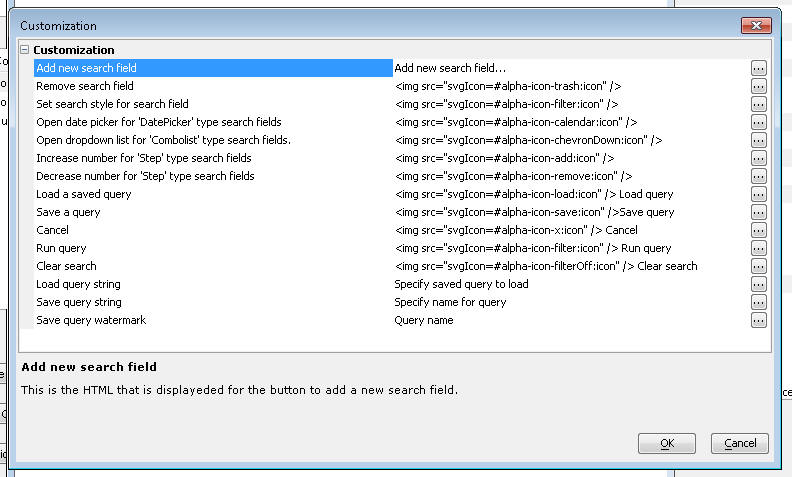 Customization
Customization
Add new search field Add new search field...
Remove search field <img src="svgIcon=#alpha-icon-trash:icon" />
Set search style for search field <img src="svgIcon=#alpha-icon-filter:icon" />
Open date picker for 'DatePicker' type search fields <img src="svgIcon=#alpha-icon-calendar:icon" />
Open dropdown list for 'Combolist' type search fields. <img src="svgIcon=#alpha-icon-chevronDown:icon" />
Increase number for 'Step' type search fields <img src="svgIcon=#alpha-icon-add:icon" />
Decrease number for 'Step' type search fields <img src="svgIcon=#alpha-icon-remove:icon" />
Load a saved query <img src="svgIcon=#alpha-icon-load:icon" /> Load query
Save a query <img src="svgIcon=#alpha-icon-save:icon" />Save query
Cancel <img src="svgIcon=#alpha-icon-x:icon" /> Cancel
Run query <img src="svgIcon=#alpha-icon-filter:icon" /> Run query
Clear search <img src="svgIcon=#alpha-icon-filterOff:icon" /> Clear search
Load query string Specify saved query to load
Save query string Specify name for query
Save query watermark Query name
Add new search field
This is the HTML that is displayeded for the button to add a new search field.
OK Cancel